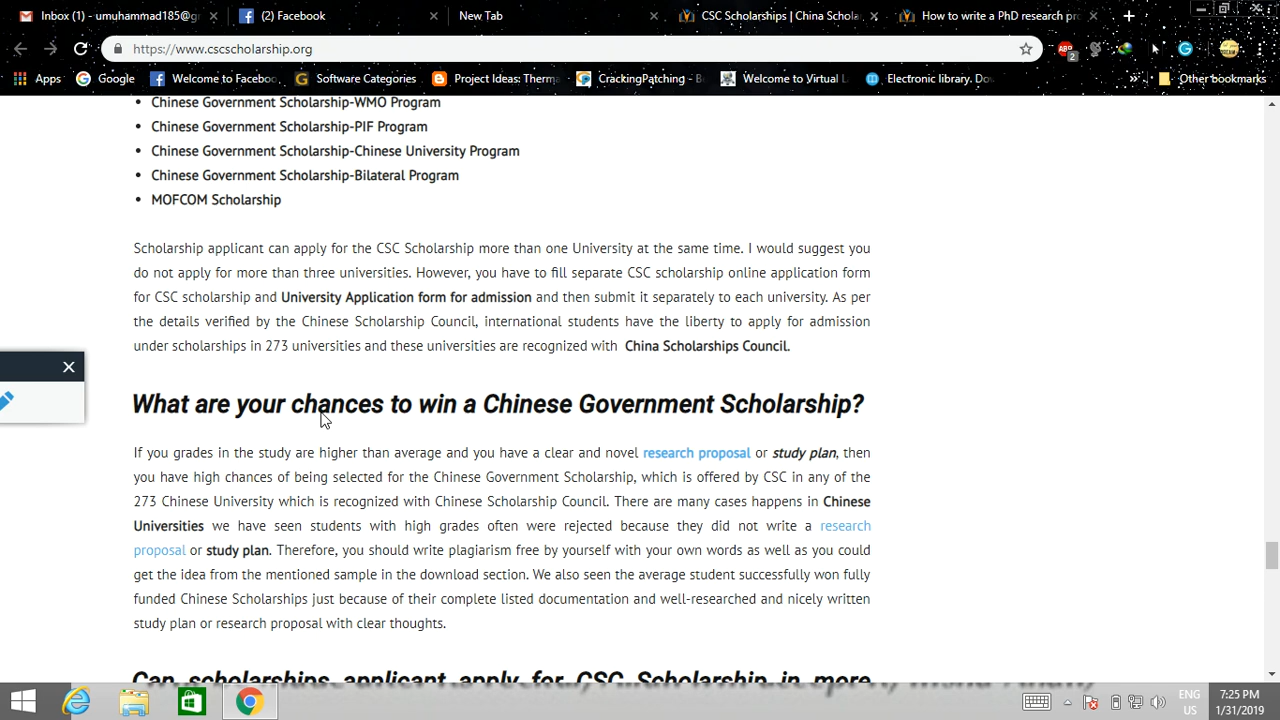 Inbox (1) - umuhammad185@g
(2) Facebook
New Tab
CSC Scholarships | China Schola
How to write a PhD research pr
https://www.cscscholarship.org
2
Apps
Google
Welcome to Faceboo
Software Categories
Project Ideas: Therma
CrackingPatching - B
Welcome to Virtual L
Electronic library. Do
Other bookmarks
• Chinese Government Scholarship-WMO Program
• Chinese Government Scholarship-PIF Program
• Chinese Government Scholarship-Chinese University Program
• Chinese Government Scholarship-Bilateral Program
• MOFCOM Scholarship
Scholarship applicant can apply for the CSC Scholarship more than one University at the same time. I would suggest you
do not apply for more than three universities. However, you have to fill separate CSC scholarship online application form
for CSC scholarship and University Application form for admission and then submit it separately to each university. As per
the details verified by the Chinese Scholarship Council, international students have the liberty to apply for admission
under scholarships in 273 universities and these universities are recognized with China Scholarships Council.
What are your chances to win a Chinese Government Scholarship?
If you grades in the study are higher than average and you have a clear and novel research proposal or study plan, then
you have high chances of being selected for the Chinese Government Scholarship, which is offered by CSC in any of the
273 Chinese University which is recognized with Chinese Scholarship Council. There are many cases happens in Chinese
Universities we have seen students with high grades often were rejected because they did not write a research
proposal or study plan. Therefore, you should write plagiarism free by yourself with your own words as well as you could
get the idea from the mentioned sample in the download section. We also seen the average student successfully won fully
funded Chinese Scholarships just because of their complete listed documentation and well-researched and nicely written
study plan or research proposal with clear thoughts.
Can scholarships applicant apply for CSC Scholarship in more
ENG
US
7:25 PM
1/31/2019